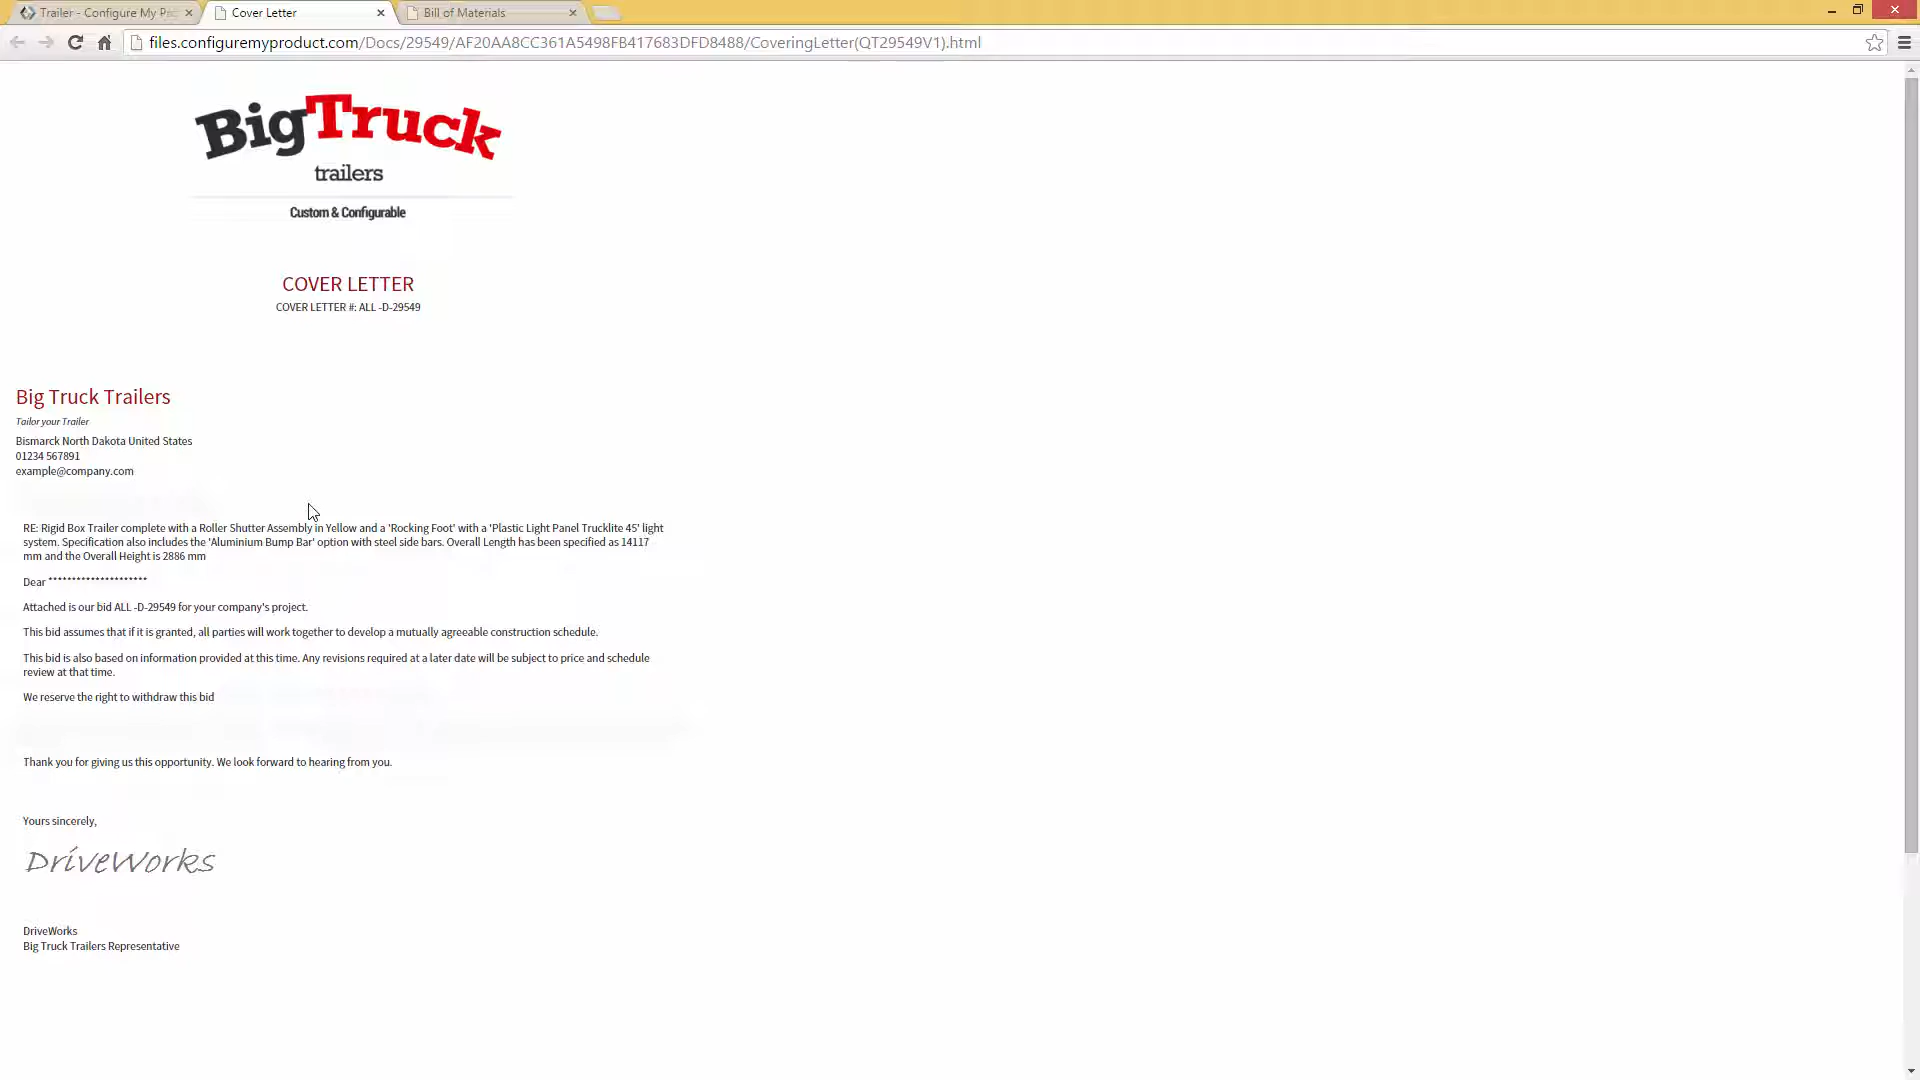 Trailer - Configure My Pro
Cover Letter
Bill of Materials
files.configuremyproduct.com/Docs/29549/AF20AA8CC361A5498FB417683DFD8488/CoveringLetter(QT29549V1).html
BigTruck
trailers
Custom & Configurable
COVER LETTER
COVER LETTER #: ALL -D-29549
Big Truck Trailers
Tailor your Trailer
Bismarck North Dakota United States
01234 567891
example@company.com
RE: Rigid Box Trailer complete with a Roller Shutter Assembly in Yellow and a 'Rocking Foot' with a 'Plastic Light Panel Trucklite 45' light
system. Specification also includes the 'Aluminium Bump Bar' option with steel side bars. Overall Length has been specified as 14117
mm and the Overall Height is 2886 mm
Dear *********************
Attached is our bid ALL -D-29549 for your company's project.
This bid assumes that if it is granted, all parties will work together to develop a mutually agreeable construction schedule.
This bid is also based on information provided at this time. Any revisions required at a later date will be subject to price and schedule
review at that time.
We reserve the right to withdraw this bid
Thank you for giving us this opportunity. We look forward to hearing from you.
Yours sincerely,
DriveWorks
DriveWorks
Big Truck Trailers Representative